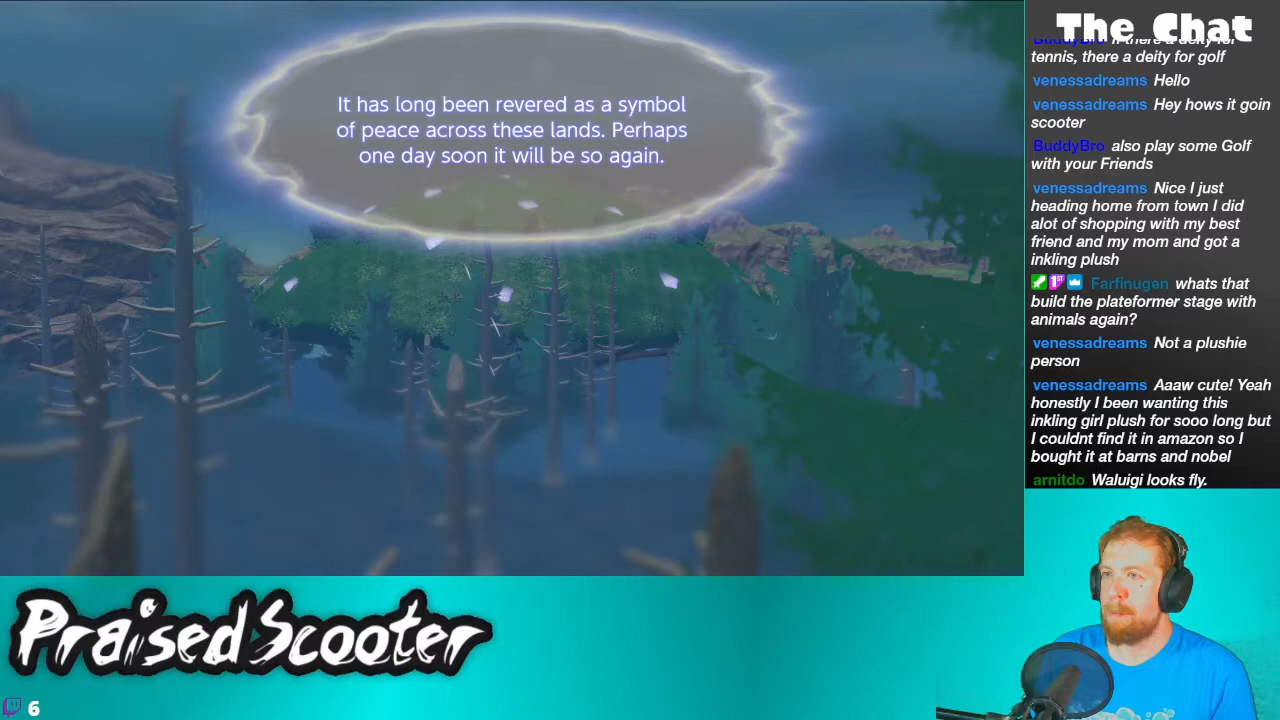 The Chat
BuddyBro If there a deity for
tennis, there a deity for golf
venessadreams Hello
venessadreams Hey hows it goin
scooter
BuddyBro also play some Golf
with your Friends
venessadreams Nice I just
heading home from town I did
alot of shopping with my best
friend and my mom and got a
inkling plush
Farfinugen whats that
build the plateformer stage with
animals again?
venessadreams Not a plushie
person
venessadreams Aaaw cute! Yeah
honestly I been wanting this
inkling girl plush for sooo long but
I couldnt find it in amazon so I
bought it at barns and nobel
arnitdo Waluigi looks fly.
It has long been revered as a symbol
of peace across these lands. Perhaps
one day soon it will be so again.
PraisedScooter
6